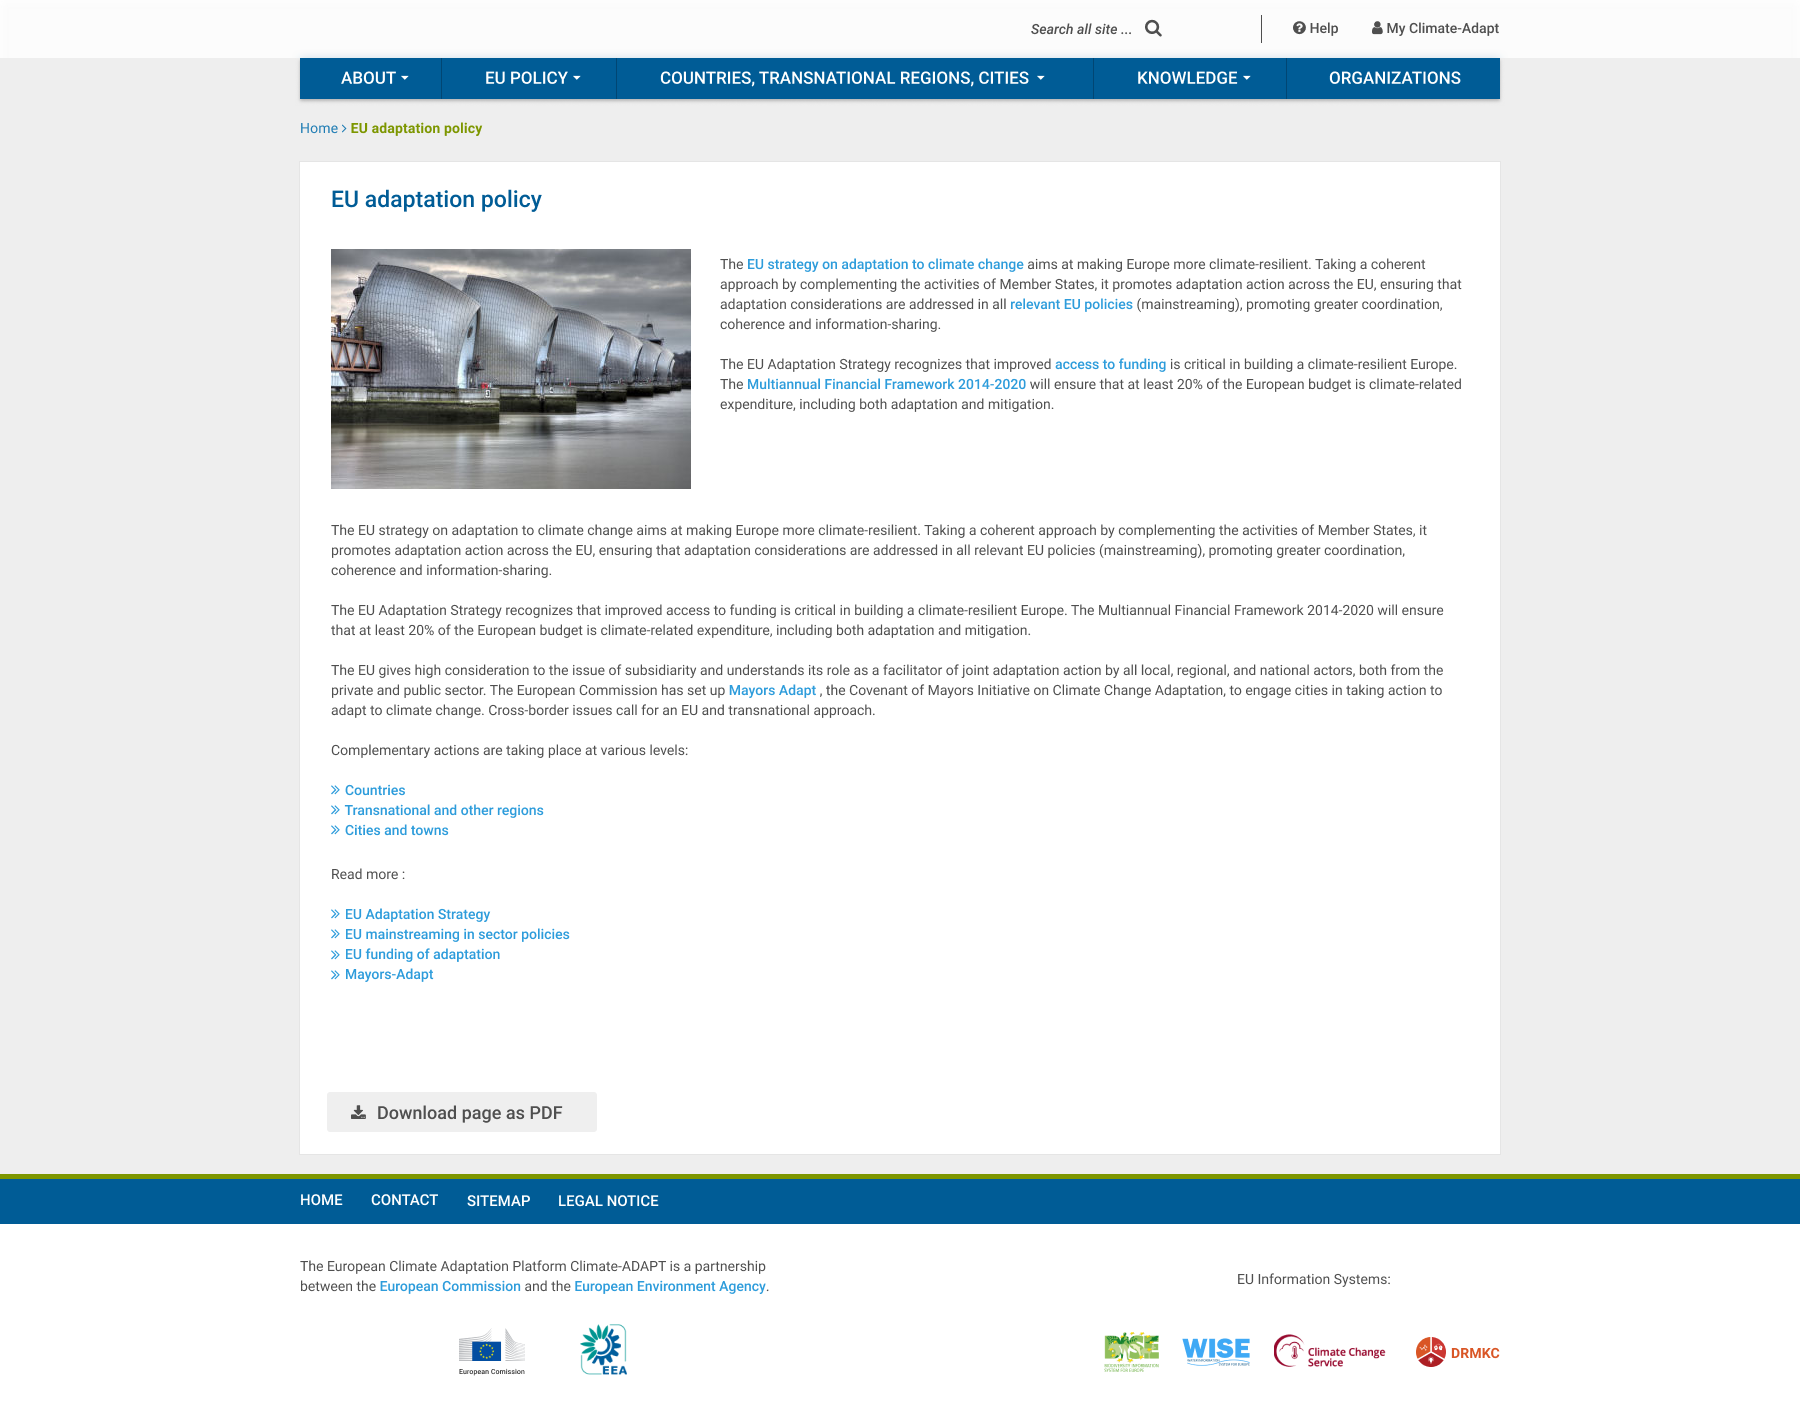 Search all site ...
Help
My Climate-Adapt
ABOUT
EU POLICY
COUNTRIES, TRANSNATIONAL REGIONS, CITIES
KNOWLEDGE
ORGANIZATIONS
Home > EU adaptation policy
EU adaptation policy
The EU strategy on adaptation to climate change aims at making Europe more climate-resilient. Taking a coherent
approach by complementing the activities of Member States, it promotes adaptation action across the EU, ensuring that
adaptation considerations are addressed in all relevant EU policies (mainstreaming), promoting greater coordination,
coherence and information-sharing.
The EU Adaptation Strategy recognizes that improved access to funding is critical in building a climate-resilient Europe.
The Multiannual Financial Framework 2014-2020 will ensure that at least 20% of the European budget is climate-related
expenditure, including both adaptation and mitigation.
The EU strategy on adaptation to climate change aims at making Europe more climate-resilient. Taking a coherent approach by complementing the activities of Member States, it
promotes adaptation action across the EU, ensuring that adaptation considerations are addressed in all relevant EU policies (mainstreaming), promoting greater coordination,
coherence and information-sharing.
The EU Adaptation Strategy recognizes that improved access to funding is critical in building a climate-resilient Europe. The Multiannual Financial Framework 2014-2020 will ensure
that at least 20% of the European budget is climate-related expenditure, including both adaptation and mitigation.
The EU gives high consideration to the issue of subsidiarity and understands its role as a facilitator of joint adaptation action by all local, regional, and national actors, both from the
private and public sector. The European Commission has set up Mayors Adapt , the Covenant of Mayors Initiative on Climate Change Adaptation, to engage cities in taking action to
adapt to climate change. Cross-border issues call for an EU and transnational approach.
Complementary actions are taking place at various levels:
» Countries
» Transnational and other regions
» Cities and towns
Read more :
» EU Adaptation Strategy
» EU mainstreaming in sector policies
» EU funding of adaptation
» Mayors-Adapt
Download page as PDF
HOME
CONTACT
SITEMAP
LEGAL NOTICE
The European Climate Adaptation Platform Climate-ADAPT is a partnership
between the European Commission and the European Environment Agency.
EU Information Systems:
European Comission
EEA
BISE
WISE
Climate Change
Service
DRMKC